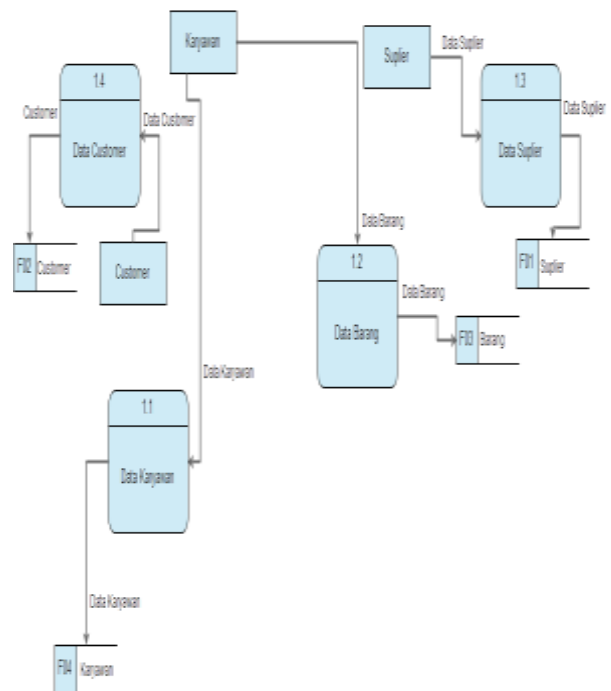 Karyawan
Suplier
Data Suplier
1.4
Data Customer
Customer
Data Customer
1.3
Data Suplier
Data Suplier
F02 Customer
Customer
Data Barang
F01 Suplier
1.2
Data Barang
Data Barang
F03 Barang
Data Karyawan
1.1
Data Karyawan
Data Karyawan
F04 Karyawan